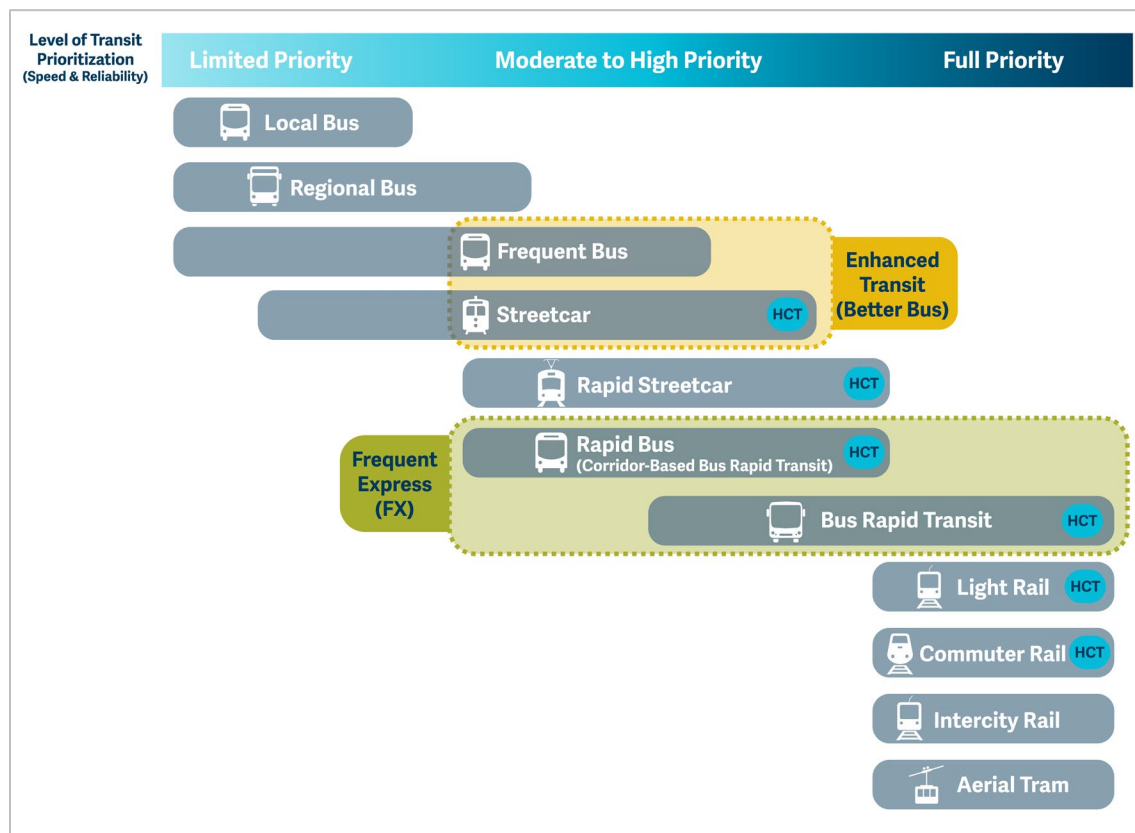 Level of Transit
Prioritization
(Speed & Reliability)
Limited Priority
Moderate to High Priority
Full Priority
Local Bus
Regional Bus
Frequent Bus
Enhanced
Transit
(Better Bus)
Streetcar
HCT
Rapid Streetcar
HCT
Frequent
Express
(FX)
Rapid Bus
(Corridor-Based Bus Rapid Transit)
HCT
Bus Rapid Transit
HCT
Light Rail
HCT
Commuter Rail
HCT
Intercity Rail
Aerial Tram